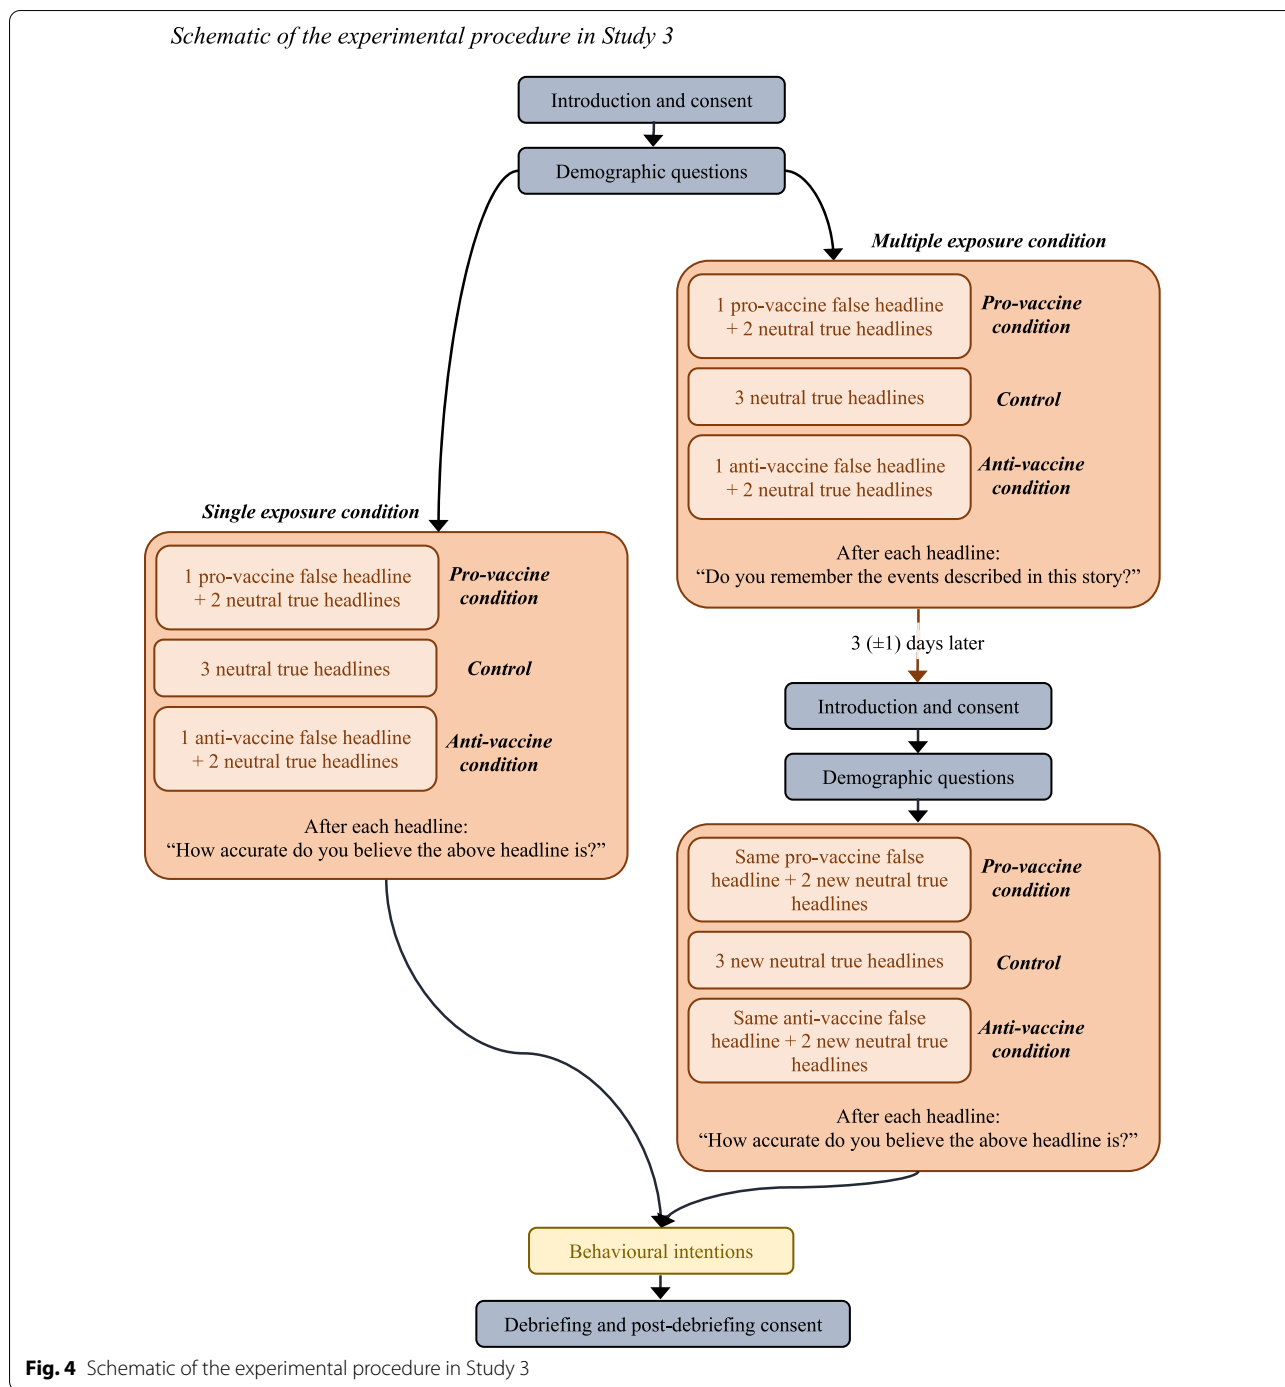 Schematic of the experimental procedure in Study 3
Introduction and consent
Demographic questions
Multiple exposure condition
1 pro-vaccine false headline
+ 2 neutral true headlines
Pro-vaccine
condition
3 neutral true headlines
Control
1 anti-vaccine false headline
+ 2 neutral true headlines
Anti-vaccine
condition
After each headline:
“Do you remember the events described in this story?”
Single exposure condition
1 pro-vaccine false headline
+ 2 neutral true headlines
Pro-vaccine
condition
3 neutral true headlines
Control
1 anti-vaccine false headline
+ 2 neutral true headlines
Anti-vaccine
condition
After each headline:
“How accurate do you believe the above headline is?”
3 (±1) days later
Introduction and consent
Demographic questions
Same pro-vaccine false
headline + 2 new neutral true
headlines
Pro-vaccine
condition
3 new neutral true headlines
Control
Same anti-vaccine false
headline + 2 new neutral true
headlines
Anti-vaccine
condition
After each headline:
“How accurate do you believe the above headline is?”
Behavioural intentions
Debriefing and post-debriefing consent
Fig. 4 Schematic of the experimental procedure in Study 3